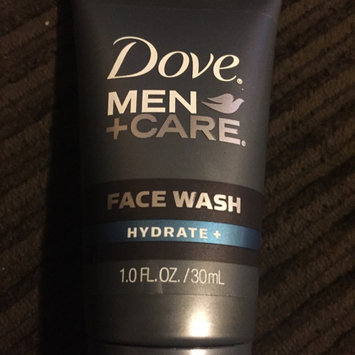 Dove
MEN
+CARE®
FACE WASH
HYDRATE +
1.0 FL.OZ./30mL